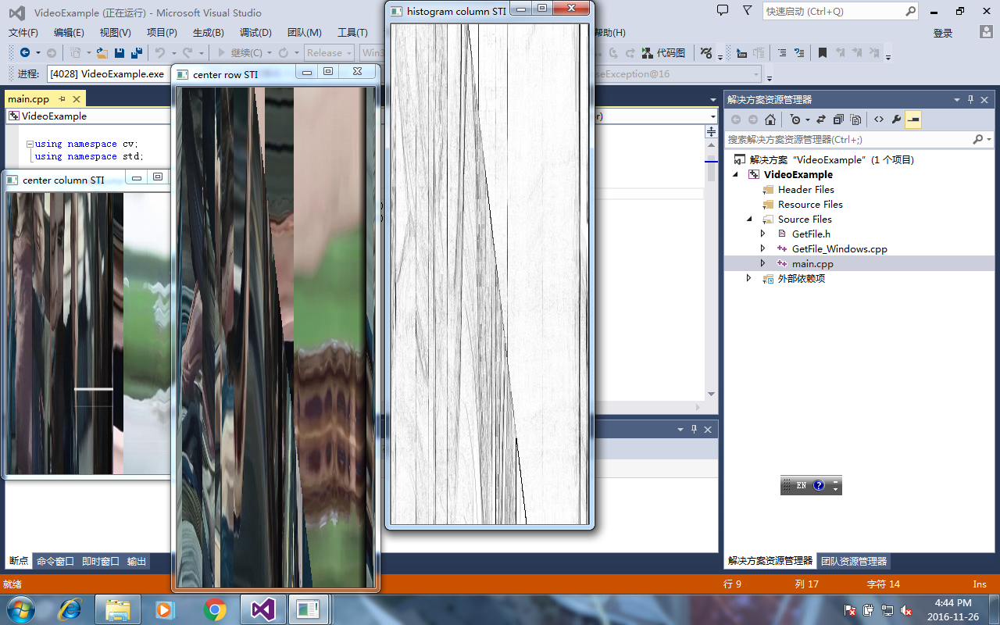 VideoExample (正在运行) - Microsoft Visual Studio
快速启动 (Ctrl+Q)
文件(F) 编辑(E) 视图(V) 项目(P) 生成(B) 调试(D) 团队(M) 工具(T) 帮助(H) 登录
继续(C) Release Win3 代码图
进程: [4028] VideoExample.exe seException@16
main.cpp
VideoExample
using namespace cv;
using namespace std;
center column STI
center row STI
histogram column STI
解决方案资源管理器
搜索解决方案资源管理器(Ctrl+;)
解决方案 “VideoExample” (1 个项目)
VideoExample
Header Files
Resource Files
Source Files
GetFile.h
GetFile_Windows.cpp
main.cpp
外部依赖项
EN
断点 命令窗口 即时窗口 输出
解决方案资源管理器 团队资源管理器
就绪 行 9 列 17 字符 14 Ins
4:44 PM
2016-11-26